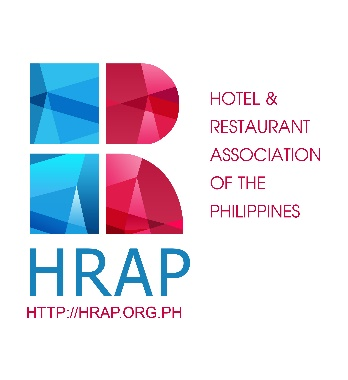 HOTEL &
RESTAURANT
ASSOCIATION
OF THE
PHILIPPINES
HRAP
HTTP://HRAP.ORG.PH